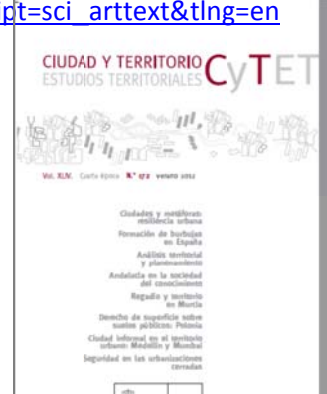 pt=sci_arttext&tlng=en
CIUDAD Y TERRITORIO
ESTUDIOS TERRITORIALES
CyTET
Vol. XLIV. Cuarta época N.º 172 verano 2012
Ciudades y metáforas:
resiliencia urbana
Formación de burbujas
en España
Análisis territorial
y planeamiento
Andalucía en la sociedad
del conocimiento
Regadío y territorio
en Murcia
Derecho de superficie sobre
suelos públicos: Polonia
Ciudad informal en el territorio
urbano: Medellín y Mumbai
Seguridad en las urbanizaciones
cerradas